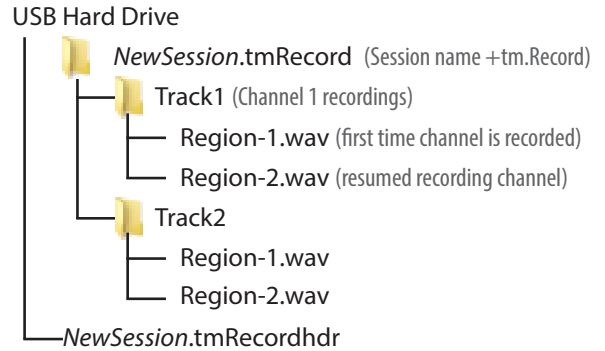 USB Hard Drive
NewSession.tmRecord (Session name +tm.Record)
Track1 (Channel 1 recordings)
Region-1.wav (first time channel is recorded)
Region-2.wav (resumed recording channel)
Track2
Region-1.wav
Region-2.wav
NewSession.tmRecordhdr